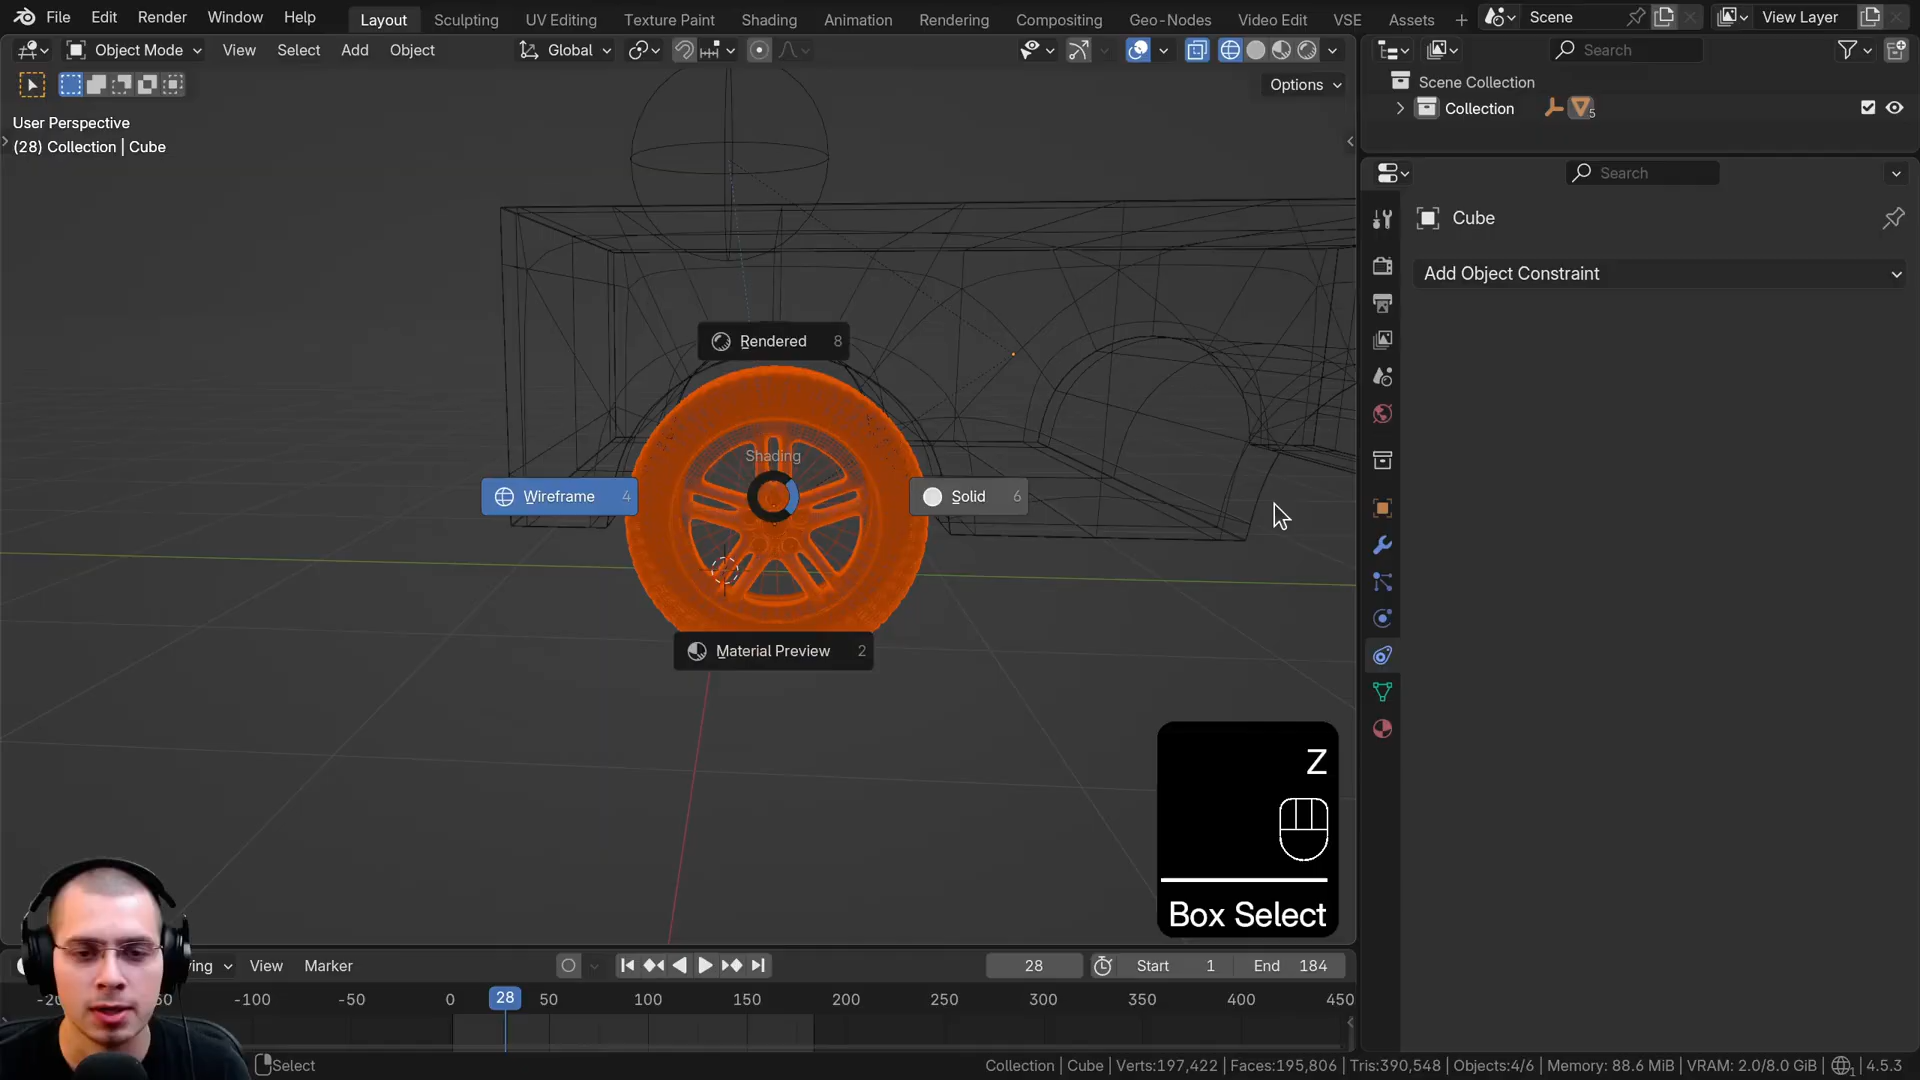 File Edit Render Window Help Layout Sculpting UV Editing Texture Paint Shading Animation Rendering Compositing Geo-Nodes Video Edit VSE Assets + Scene View Layer
Object Mode View Select Add Object Global Search
Options
Scene Collection
Collection 5
User Perspective
(28) Collection | Cube
Search
Cube
Add Object Constraint
Rendered 8
Shading
Wireframe 4
Solid 6
Material Preview 2
Z
Box Select
View Marker 28 Start 1 End 184
-100 -50 0 28 50 100 150 200 250 300 350 400 450
Select
Collection | Cube | Verts:197,422 | Faces:195,806 | Tris:390,548 | Objects:4/6 | Memory: 88.6 MiB | VRAM: 2.0/8.0 GiB | 4.5.3